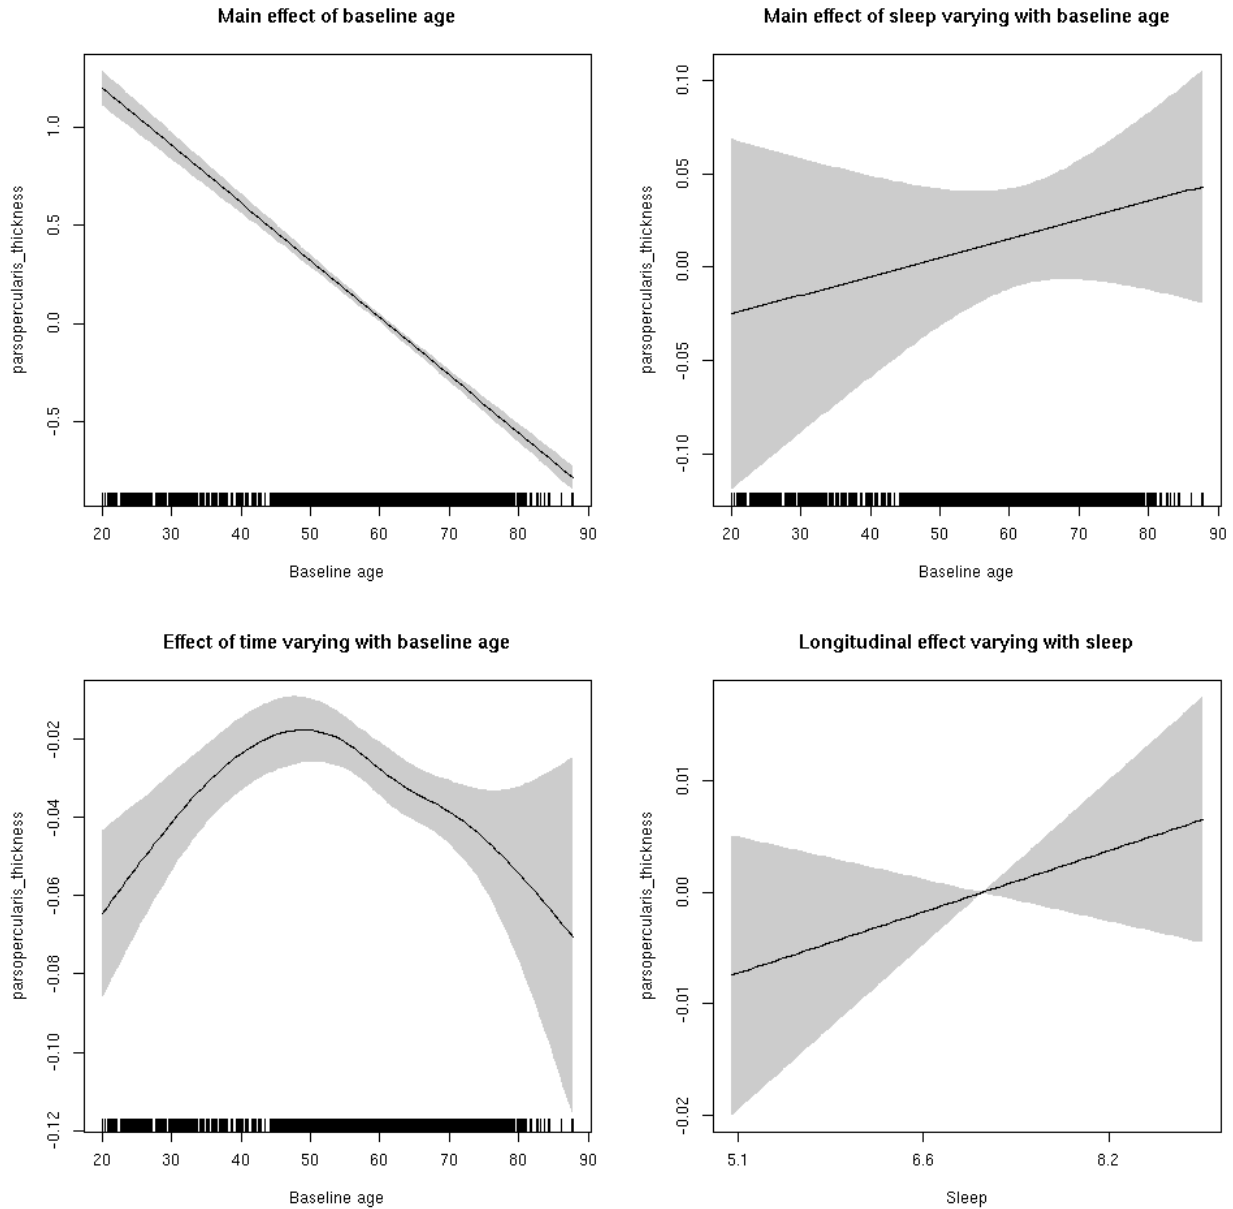 Main effect of baseline age
parsopercularis_thickness
1.0
0.5
0.0
-0.5
20 30 40 50 60 70 80 90
Baseline age
Main effect of sleep varying with baseline age
parsopercularis_thickness
0.10
0.05
0.00
-0.05
-0.10
20 30 40 50 60 70 80 90
Baseline age
Effect of time varying with baseline age
parsopercularis_thickness
-0.02
-0.04
-0.06
-0.08
-0.10
-0.12
20 30 40 50 60 70 80 90
Baseline age
Longitudinal effect varying with sleep
parsopercularis_thickness
0.01
0.00
-0.01
-0.02
5.1 6.6 8.2
Sleep